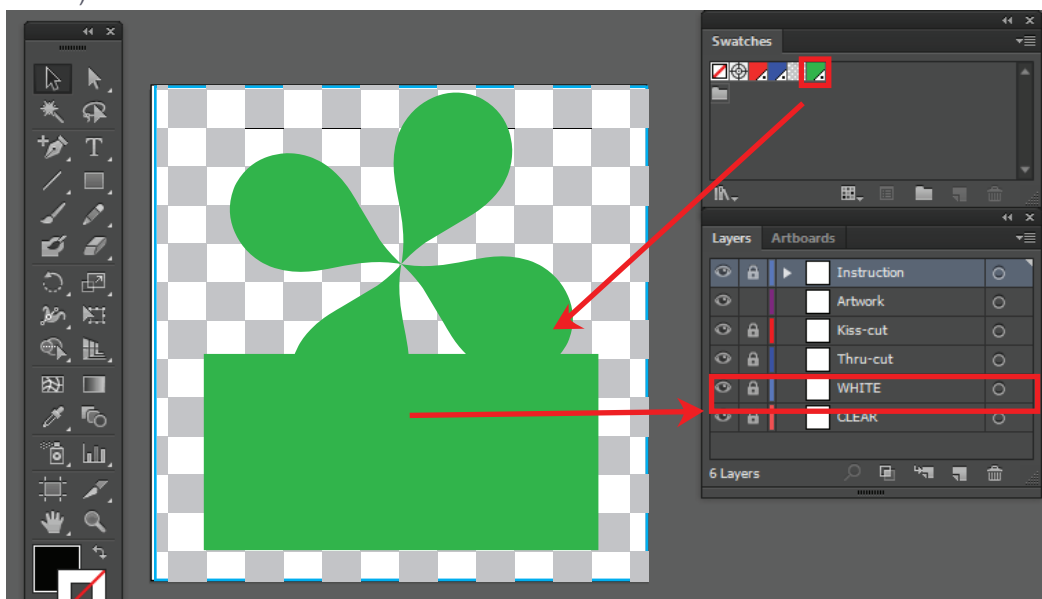 Swatches
Layers Artboards
Instruction
Artwork
Kiss-cut
Thru-cut
WHITE
CLEAR
6 Layers